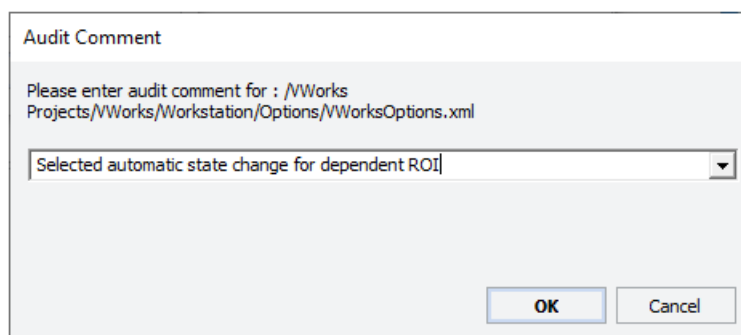 Audit Comment
Please enter audit comment for : /VWorks
Projects/VWorks/Workstation/Options/VWorksOptions.xml
Selected automatic state change for dependent ROI
OK Cancel